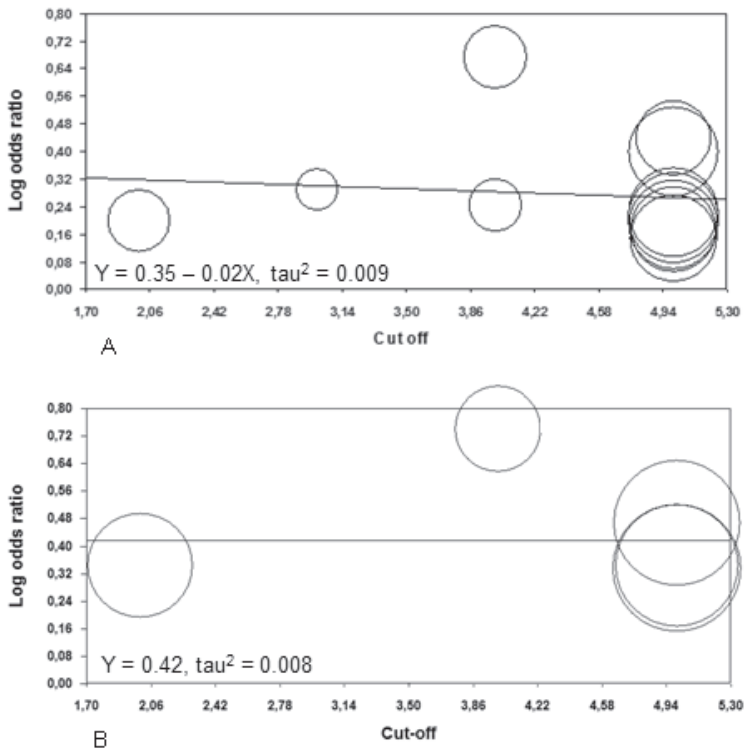 0,80
0,72
0,64
0,56
0,48
0,40
0,32
0,24
0,16
0,08
0,00
Log odds ratio
Y = 0.35 – 0.02X, tau² = 0.009
1,70 2,06 2,42 2,78 3,14 3,50 3,86 4,22 4,58 4,94 5,30
Cut off
A
0,80
0,72
0,64
0,56
0,48
0,40
0,32
0,24
0,16
0,08
0,00
Log odds ratio
Y = 0.42, tau² = 0.008
1,70 2,06 2,42 2,78 3,14 3,50 3,86 4,22 4,58 4,94 5,30
Cut-off
B